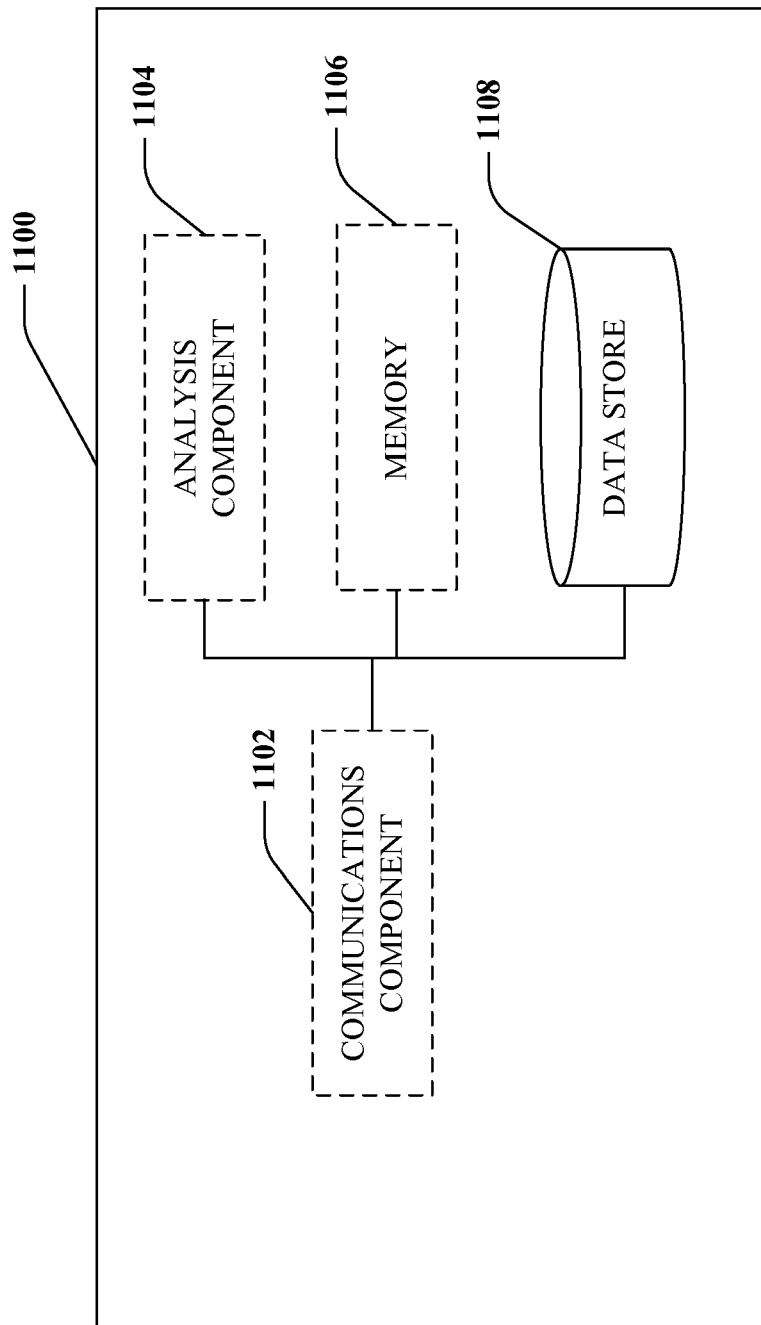 1100
1102
COMMUNICATIONS
COMPONENT
1104
ANALYSIS
COMPONENT
1106
MEMORY
1108
DATA STORE